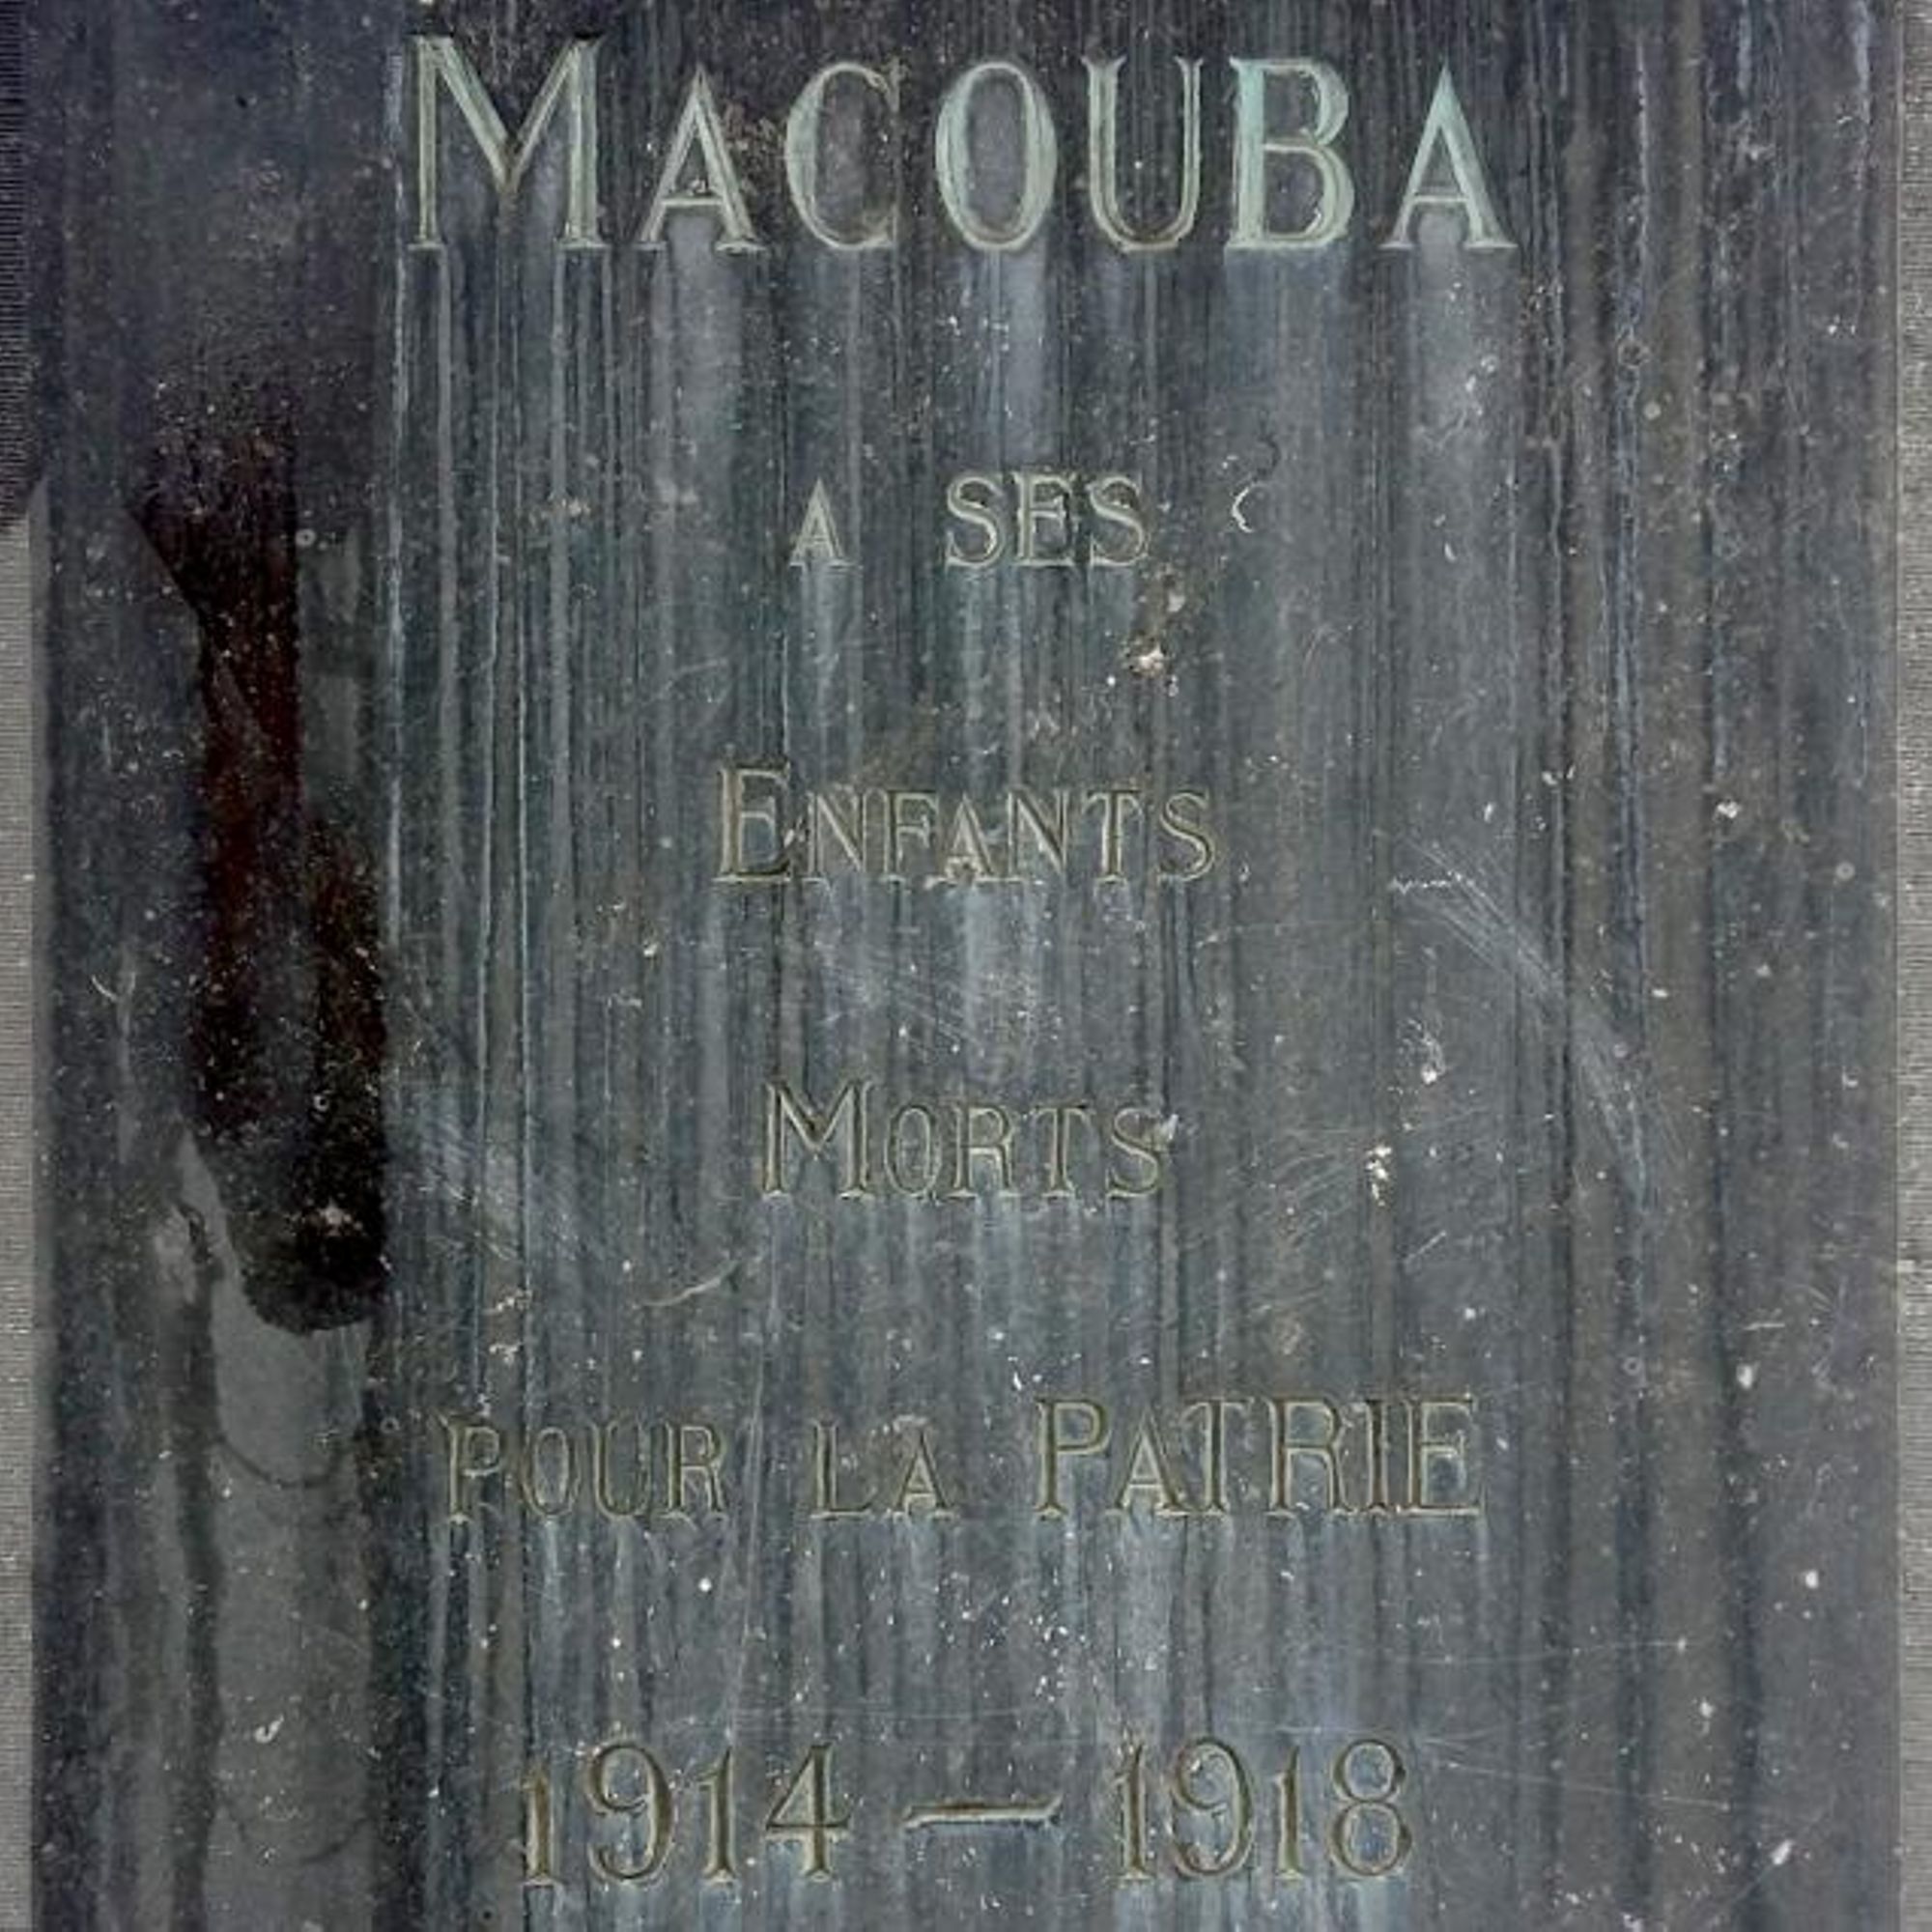 MACOUBA
A SES
ENFANTS
MORTS
POUR LA PATRIE
1914 — 1918